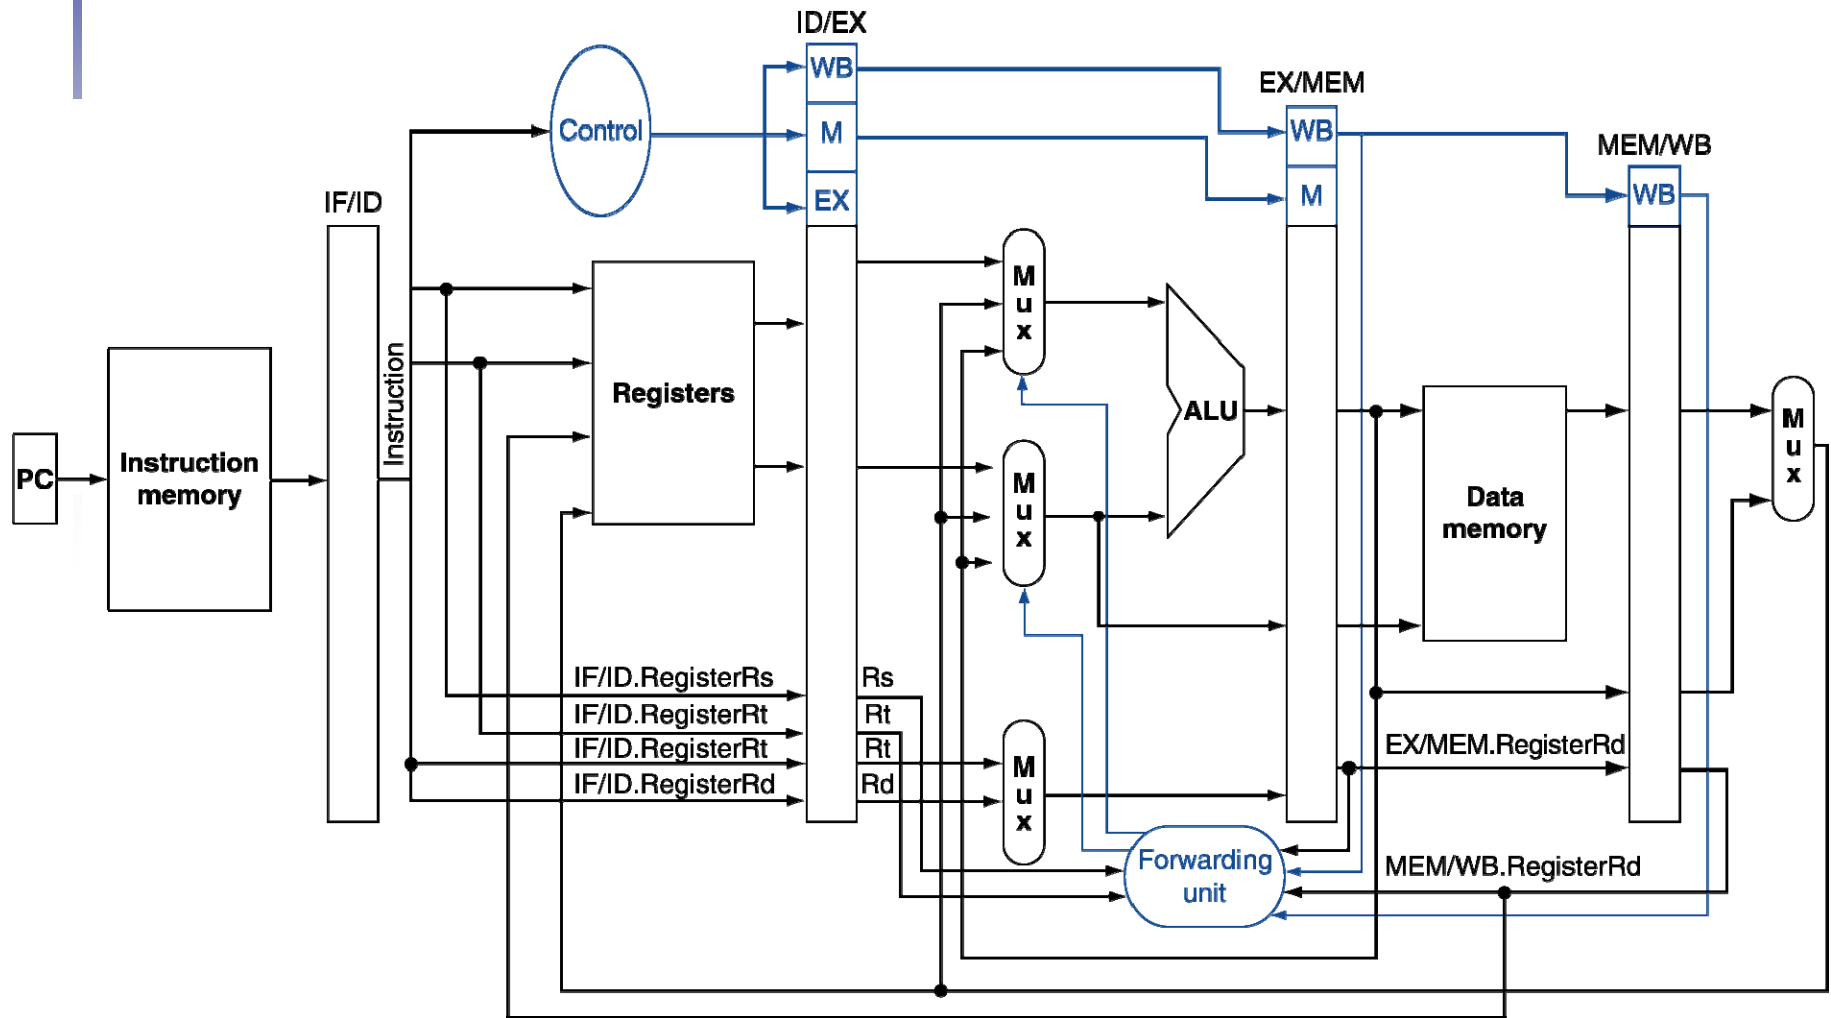 ID/EX
WB
EX/MEM
Control
M
WB
MEM/WB
IF/ID
EX
M
WB
M
u
x
Instruction
Registers
ALU
M
u
x
PC
Instruction
memory
M
u
x
Data
memory
IF/ID.RegisterRs
Rs
IF/ID.RegisterRt
Rt
IF/ID.RegisterRt
Rt
EX/MEM.RegisterRd
IF/ID.RegisterRd
Rd
M
u
x
Forwarding
unit
MEM/WB.RegisterRd